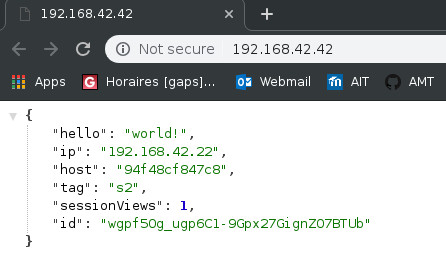 192.168.42.42
Not secure 192.168.42.42
Apps Horaires [gaps]... Webmail AIT AMT
{
"hello": "world!",
"ip": "192.168.42.22",
"host": "94f48cf847c8",
"tag": "s2",
"sessionViews": 1,
"id": "wgpf5Og_ugp6C1-9Gpx27GignZ07BTUb"
}